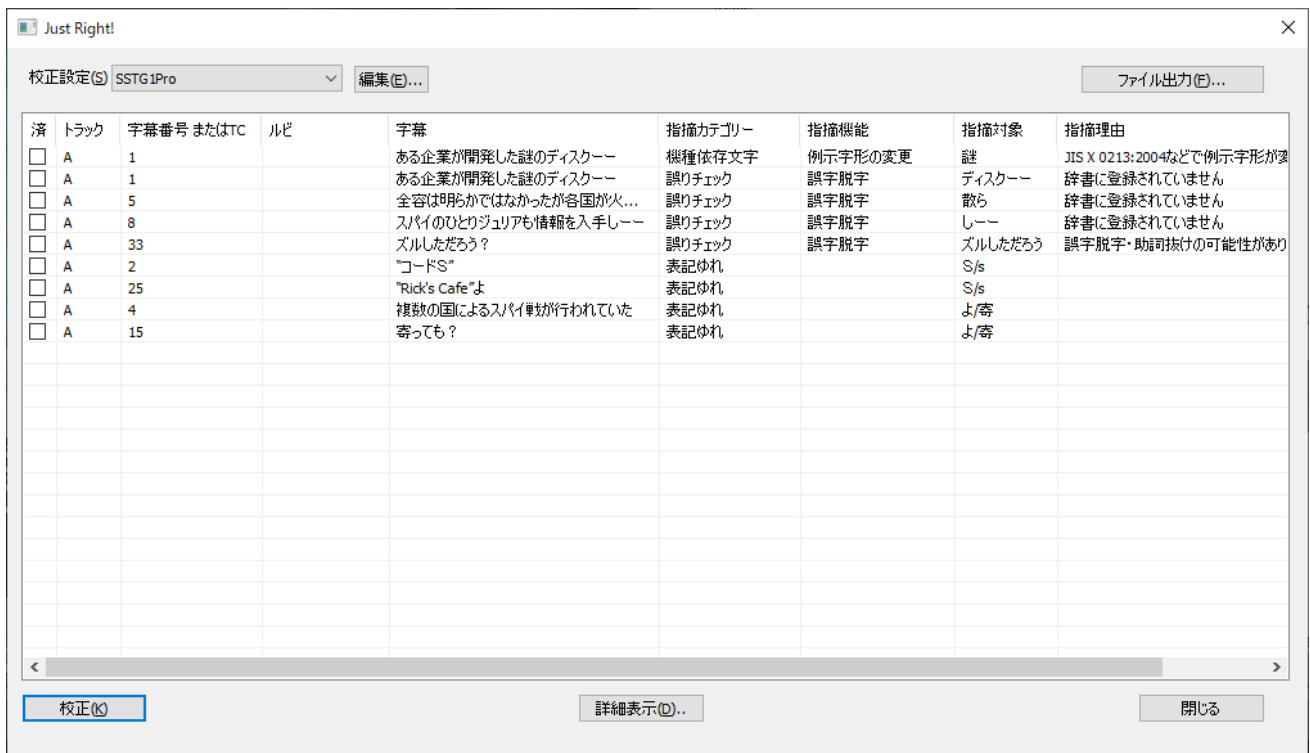 Just Right!
校正設定(S) SSTG1Pro 編集(E)... ファイル出力(F)...
済 トラック 字幕番号 またはTC ルビ 字幕 指摘カテゴリー 指摘機能 指摘対象 指摘理由
A 1 ある企業が開発した謎のディスクーー 機種依存文字 例示字形の変更 謎 JIS X 0213:2004などで例示字形が変
A 1 ある企業が開発した謎のディスクーー 誤りチェック 誤字脱字 ディスクーー 辞書に登録されていません
A 5 全容は明らかではなかったが各国が火... 誤りチェック 誤字脱字 散ら 辞書に登録されていません
A 8 スパイのひとりジュリアも情報を入手しーー 誤りチェック 誤字脱字 しーー 辞書に登録されていません
A 33 ズルしただろう？ 誤りチェック 誤字脱字 ズルしただろう 誤字脱字・助詞抜けの可能性があり
A 2 “コードＳ” 表記ゆれ Ｓ/s
A 25 "Rick's Cafe"よ 表記ゆれ Ｓ/s
A 4 複数の国によるスパイ戦が行われていた 表記ゆれ よ/寄
A 15 寄っても？ 表記ゆれ よ/寄
校正(K) 詳細表示(D).. 閉じる